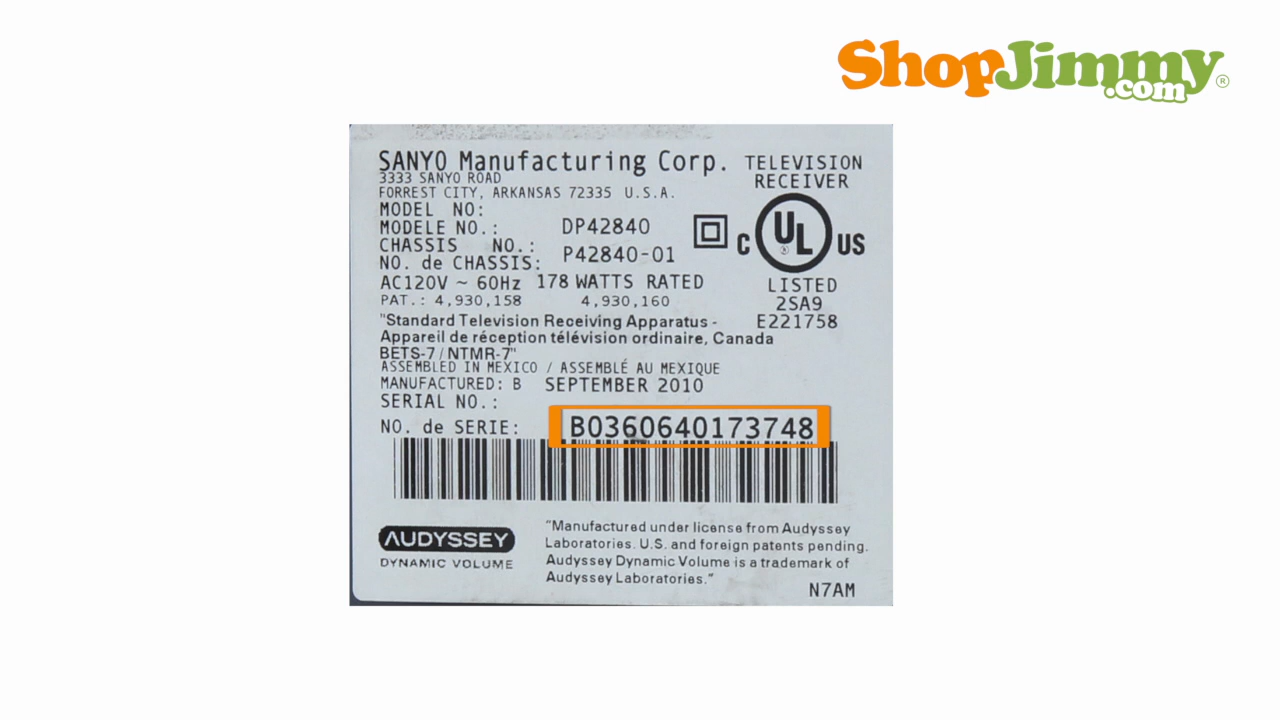 ShopJimmy.com®
SANYO Manufacturing Corp.
3333 SANYO ROAD
FORREST CITY, ARKANSAS 72335 U.S.A.
TELEVISION
RECEIVER
MODEL NO:
MODELE NO.: DP42840
CHASSIS NO.:
NO. de CHASSIS: P42840-01
AC120V ~ 60Hz 178 WATTS RATED
PAT.: 4,930,158 4,930,160
C UL® US
LISTED
2SA9
E221758
"Standard Television Receiving Apparatus -
Appareil de réception télévision ordinaire, Canada
BETS-7 / NTMR-7"
ASSEMBLED IN MEXICO / ASSEMBLÉ AU MEXIQUE
MANUFACTURED: B SEPTEMBER 2010
SERIAL NO.:
NO. de SERIE: B0360640173748
AUDYSSEY
DYNAMIC VOLUME
"Manufactured under license from Audyssey
Laboratories. U.S. and foreign patents pending.
Audyssey Dynamic Volume is a trademark of
Audyssey Laboratories."
N7AM